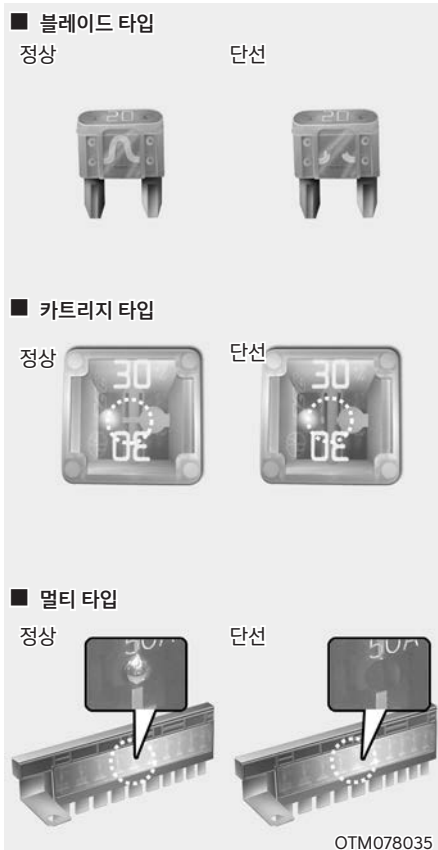 ■ 블레이드 타입
정상 단선
20 20
■ 카트리지 타입
정상 단선
30 30
30 30
■ 멀티 타입
정상 단선
50A 50A
OTM078035